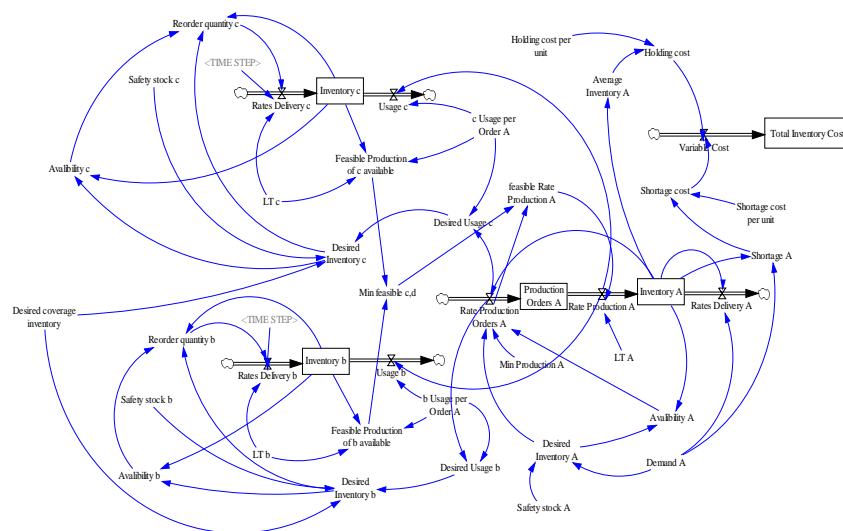 Reorder quantity c
Holding cost per
unit
Holding cost
<TIME STEP>
Safety stock c
Inventory c
Average
Inventory A
Rates Delivery c
Usage c
c Usage per
Order A
Total Inventory Cost
Variable Cost
Avalibility c
Feasible Production
of c available
feasible Rate
Production A
Shortage cost
LT c
Shortage cost
per unit
Desired Usage c
Desired
Inventory c
Shortage A
Min feasible c,d
Production
Orders A
Inventory A
Desired coverage
inventory
Rate Production
Orders A
Rate Production A
Rates Delivery A
<TIME STEP>
Reorder quantity b
Inventory b
Min Production A
LT A
Rates Delivery b
Usage b
Safety stock b
b Usage per
Order A
Avalibility A
Feasible Production
of b available
LT b
Desired
Inventory A
Demand A
Avalibility b
Desired Usage b
Desired
Inventory b
Safety stock A